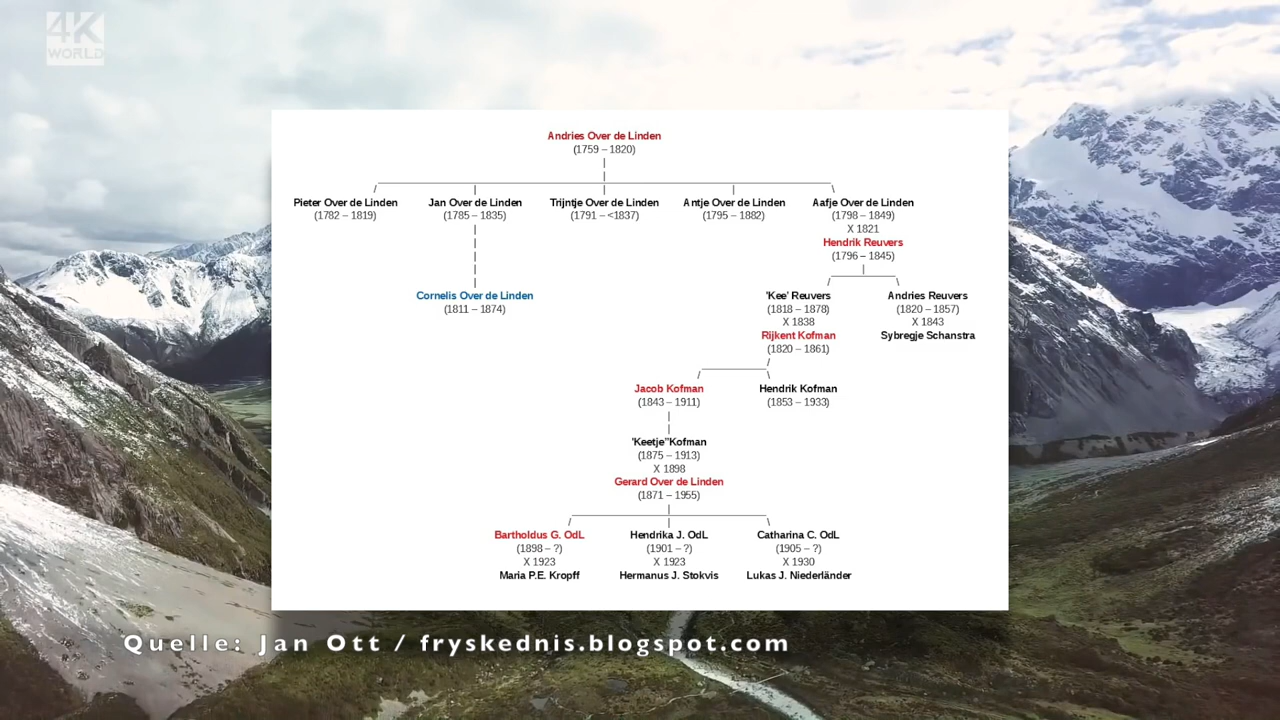 4K
WORLD
Andries Over de Linden
(1759 – 1820)
Pieter Over de Linden
(1782 – 1819)
Jan Over de Linden
(1785 – 1835)
Trijntje Over de Linden
(1791 – <1837)
Antje Over de Linden
(1795 – 1882)
Aafje Over de Linden
(1798 – 1849)
X 1821
Hendrik Reuvers
(1796 – 1845)
Cornelis Over de Linden
(1811 – 1874)
'Kee' Reuvers
(1818 – 1878)
X 1838
Rijkent Kofman
(1820 – 1861)
Andries Reuvers
(1820 – 1857)
X 1843
Sybregje Schanstra
Jacob Kofman
(1843 – 1911)
Hendrik Kofman
(1853 – 1933)
'Keetje''Kofman
(1875 – 1913)
X 1898
Gerard Over de Linden
(1871 – 1955)
Bartholdus G. OdL
(1898 – ?)
X 1923
Maria P.E. Kropff
Hendrika J. OdL
(1901 – ?)
X 1923
Hermanus J. Stokvis
Catharina C. OdL
(1905 – ?)
X 1930
Lukas J. Niederländer
Quelle: Jan Ott / fryskednis.blogspot.com